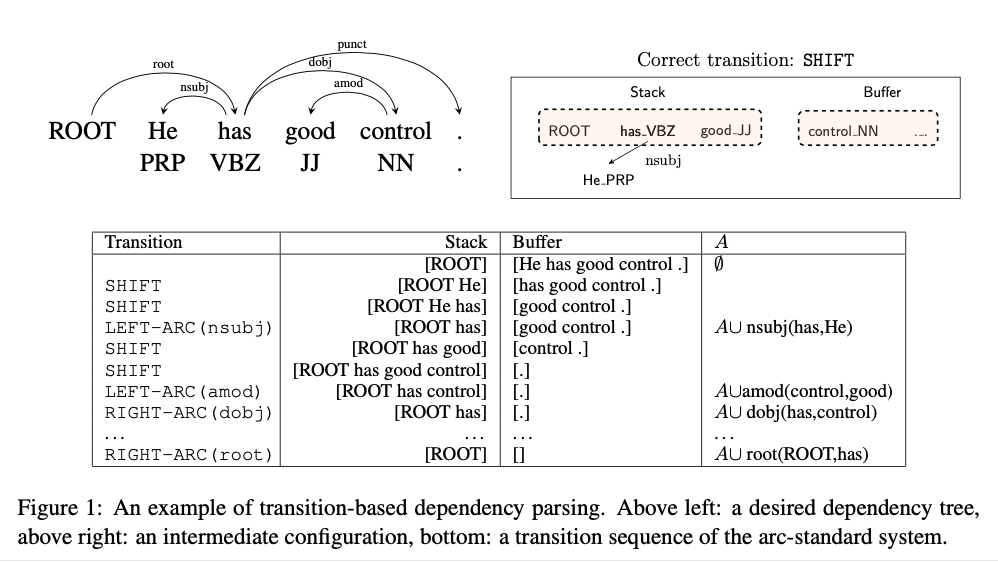 punct
dobj
root
amod
nsubj
ROOT He has good control .
PRP VBZ JJ NN .
Correct transition: SHIFT
Stack Buffer
ROOT has_VBZ good_JJ control_NN ._.
nsubj
He_PRP
Transition Stack Buffer A
[ROOT] [He has good control .] ∅
SHIFT [ROOT He] [has good control .]
SHIFT [ROOT He has] [good control .]
LEFT-ARC(nsubj) [ROOT has] [good control .] A∪ nsubj(has,He)
SHIFT [ROOT has good] [control .]
SHIFT [ROOT has good control] [.]
LEFT-ARC(amod) [ROOT has control] [.] A∪amod(control,good)
RIGHT-ARC(dobj) [ROOT has] [.] A∪ dobj(has,control)
... ... ... ...
RIGHT-ARC(root) [ROOT] [] A∪ root(ROOT,has)
Figure 1: An example of transition-based dependency parsing. Above left: a desired dependency tree,
above right: an intermediate configuration, bottom: a transition sequence of the arc-standard system.